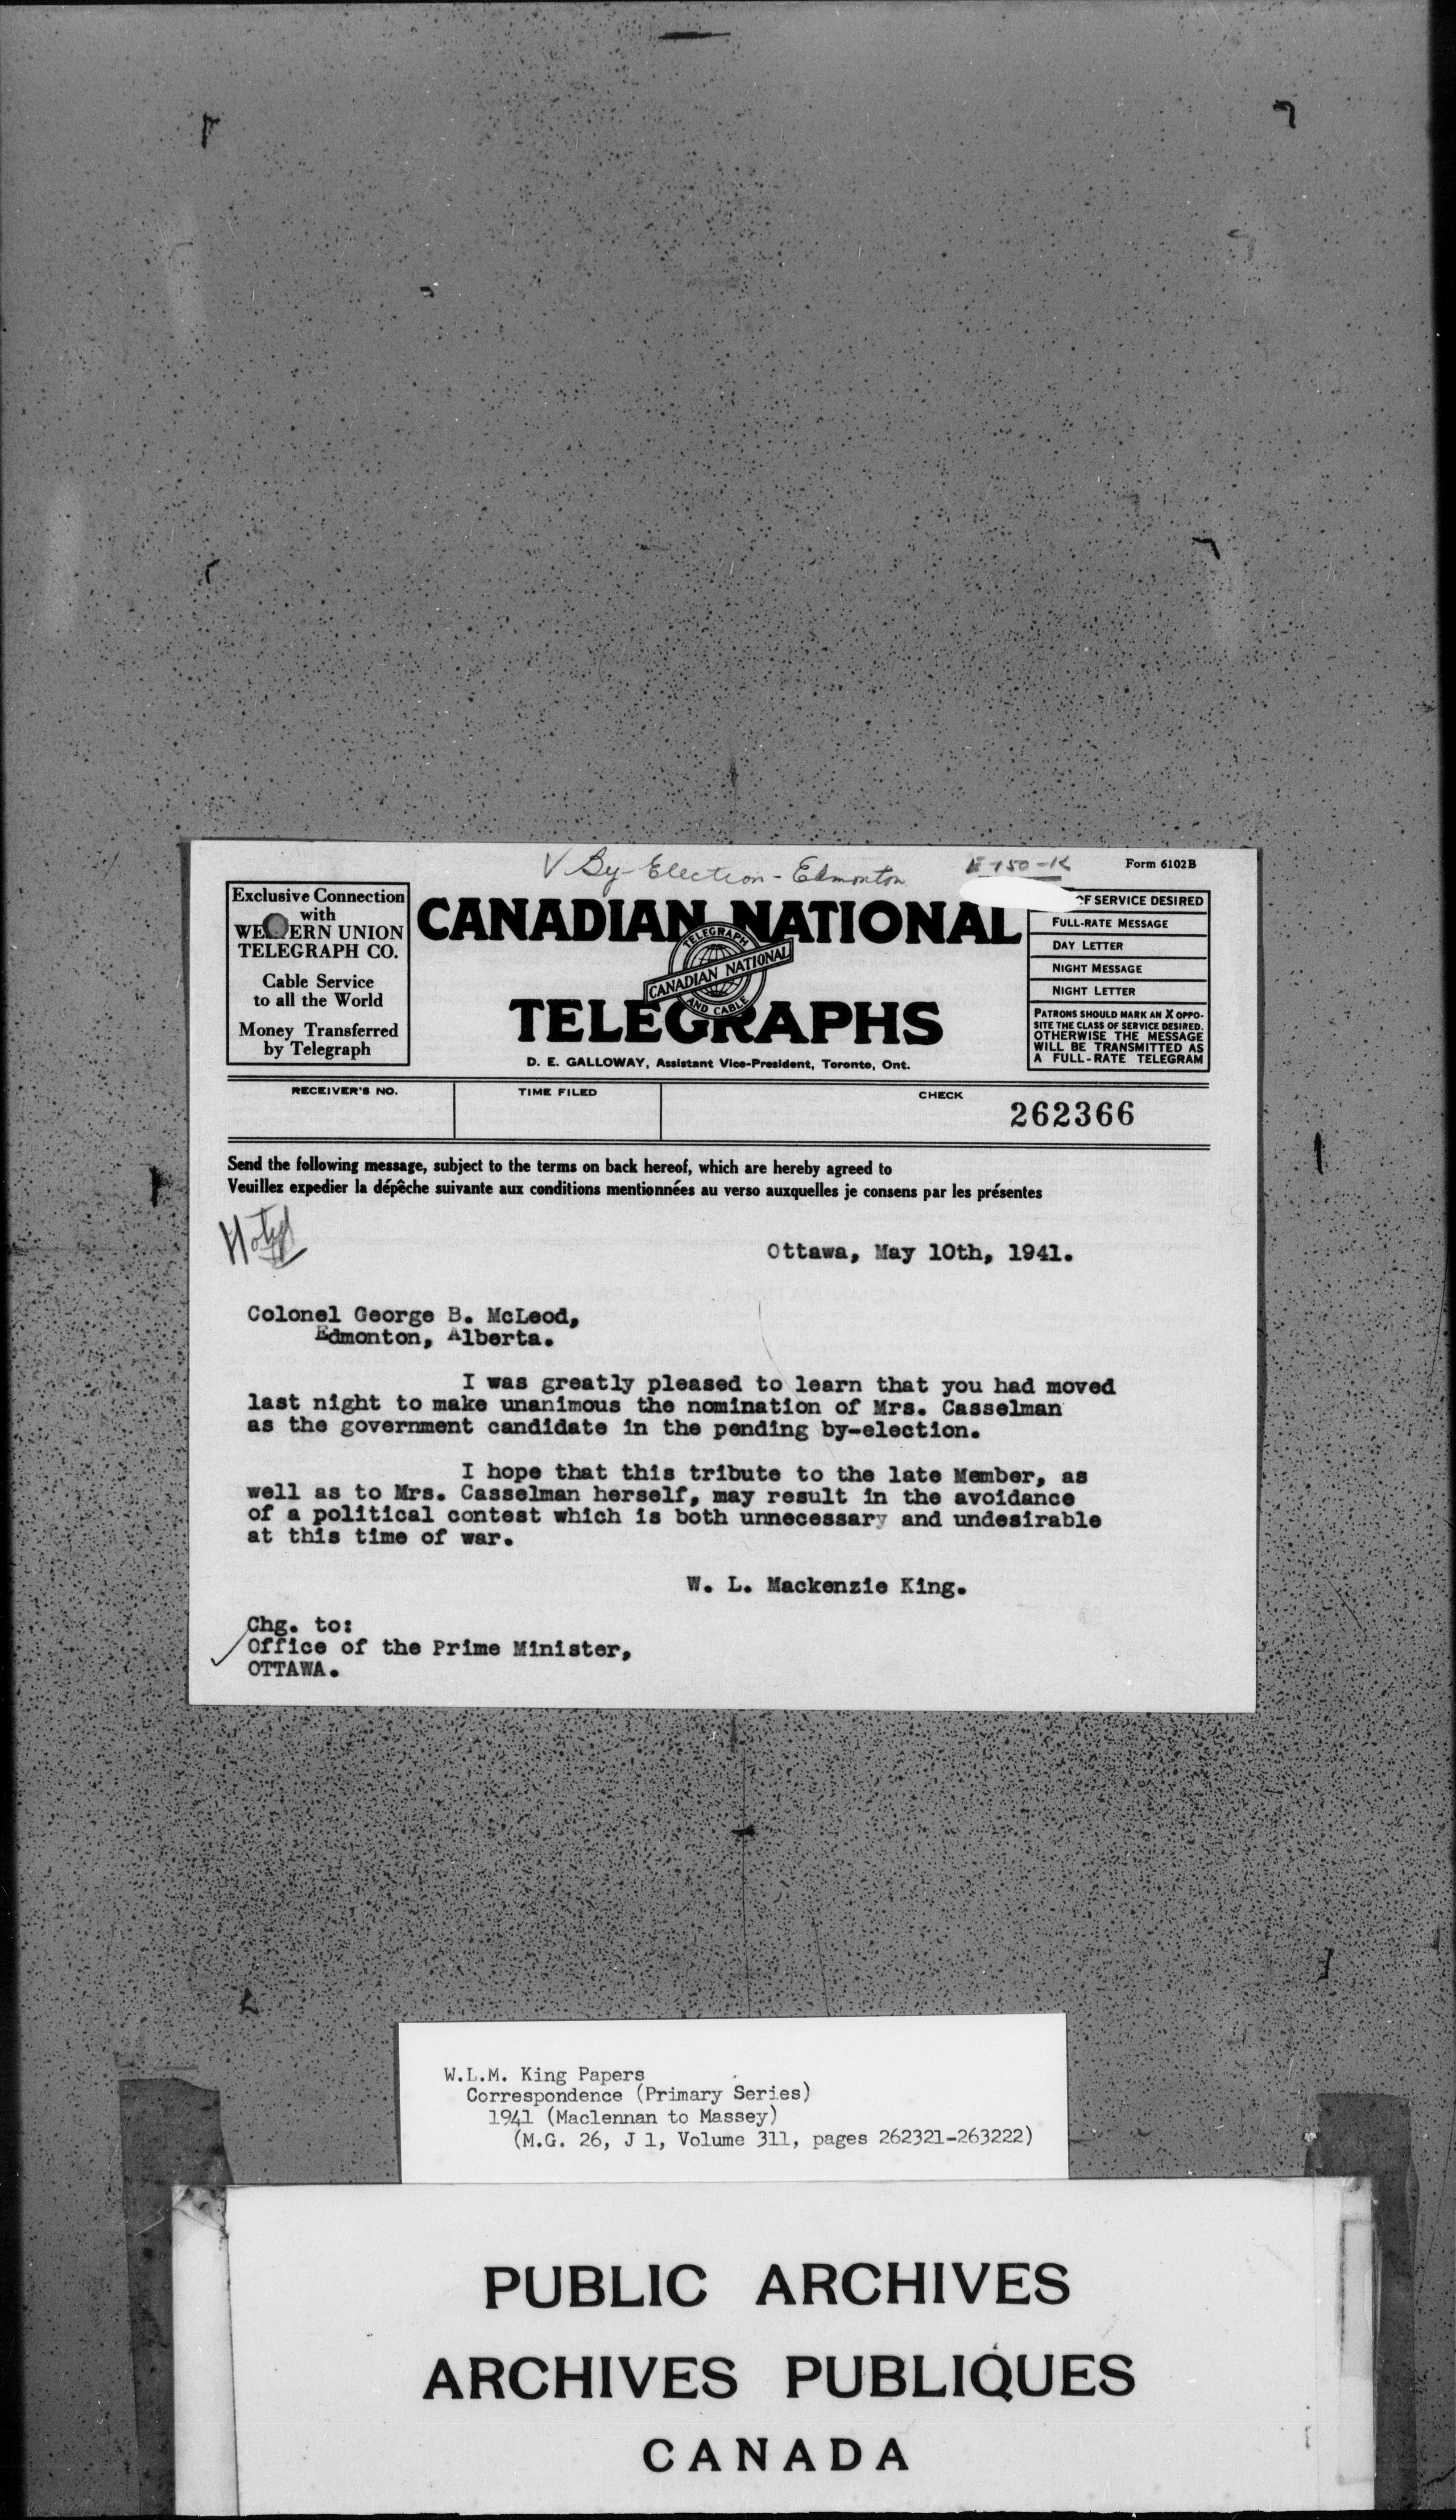 V By-Election - Edmonton
E-150-K
Form 6102B
Exclusive Connection
with
WE ERN UNION
TELEGRAPH CO.
Cable Service
to all the World
Money Transferred
by Telegraph
CANADIAN NATIONAL
TELEGRAPH
CANADIAN NATIONAL
AND CABLE
TELEGRAPHS
D. E. GALLOWAY, Assistant Vice-President, Toronto, Ont.
OF SERVICE DESIRED
FULL-RATE MESSAGE
DAY LETTER
NIGHT MESSAGE
NIGHT LETTER
PATRONS SHOULD MARK AN X OPPO-
SITE THE CLASS OF SERVICE DESIRED.
OTHERWISE THE MESSAGE
WILL BE TRANSMITTED AS
A FULL-RATE TELEGRAM
RECEIVER'S NO.
TIME FILED
CHECK
262366
Send the following message, subject to the terms on back hereof, which are hereby agreed to
Veuillez expedier la dépêche suivante aux conditions mentionnées au verso auxquelles je consens par les présentes
Ottawa, May 10th, 1941.
Colonel George B. McLeod,
Edmonton, Alberta.
I was greatly pleased to learn that you had moved
last night to make unanimous the nomination of Mrs. Casselman
as the government candidate in the pending by-election.
I hope that this tribute to the late Member, as
well as to Mrs. Casselman herself, may result in the avoidance
of a political contest which is both unnecessary and undesirable
at this time of war.
W. L. Mackenzie King.
Chg. to:
Office of the Prime Minister,
OTTAWA.
W.L.M. King Papers
Correspondence (Primary Series)
1941 (Maclennan to Massey)
(M.G. 26, J 1, Volume 311, pages 262321-263222)
PUBLIC ARCHIVES
ARCHIVES PUBLIQUES
CANADA